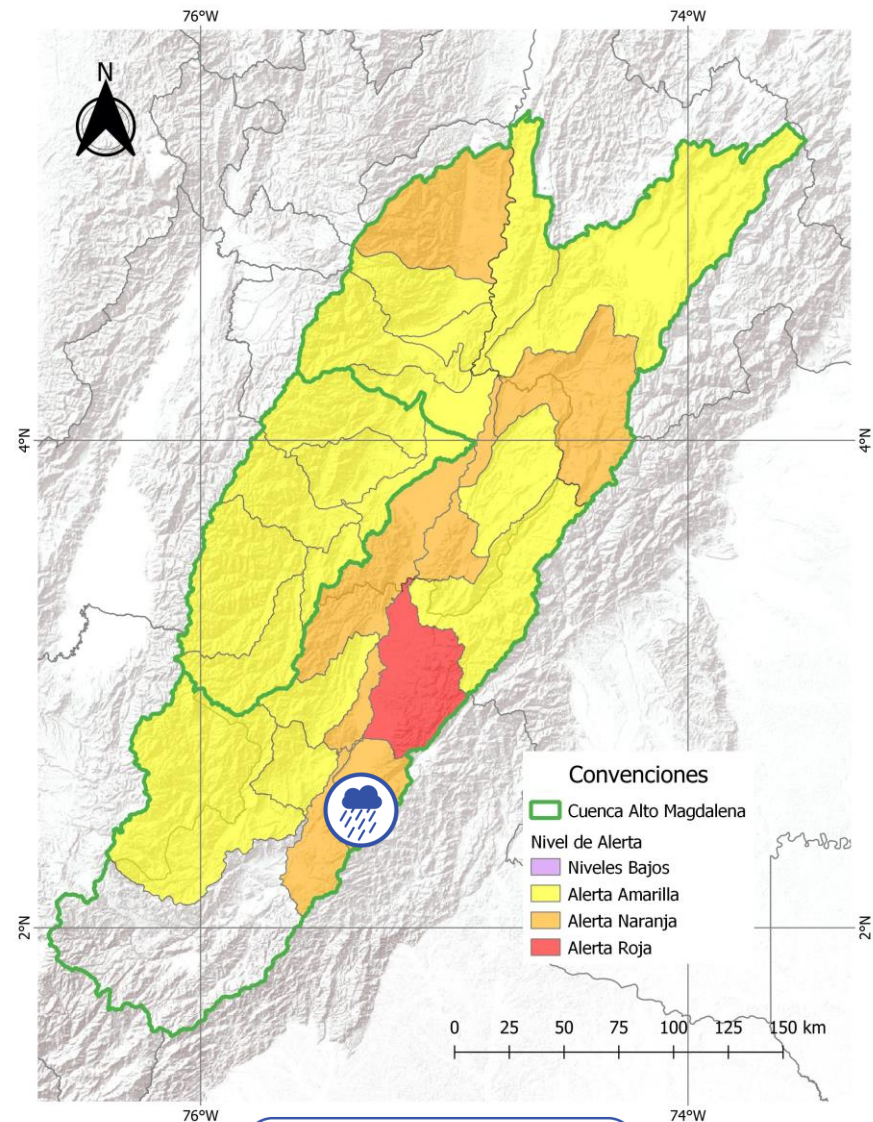 76°W 74°W
N
4°N 4°N
Convenciones
Cuenca Alto Magdalena
Nivel de Alerta
Niveles Bajos
Alerta Amarilla
Alerta Naranja
Alerta Roja
2°N 2°N
0 25 50 75 100 125 150 km
76°W 74°W